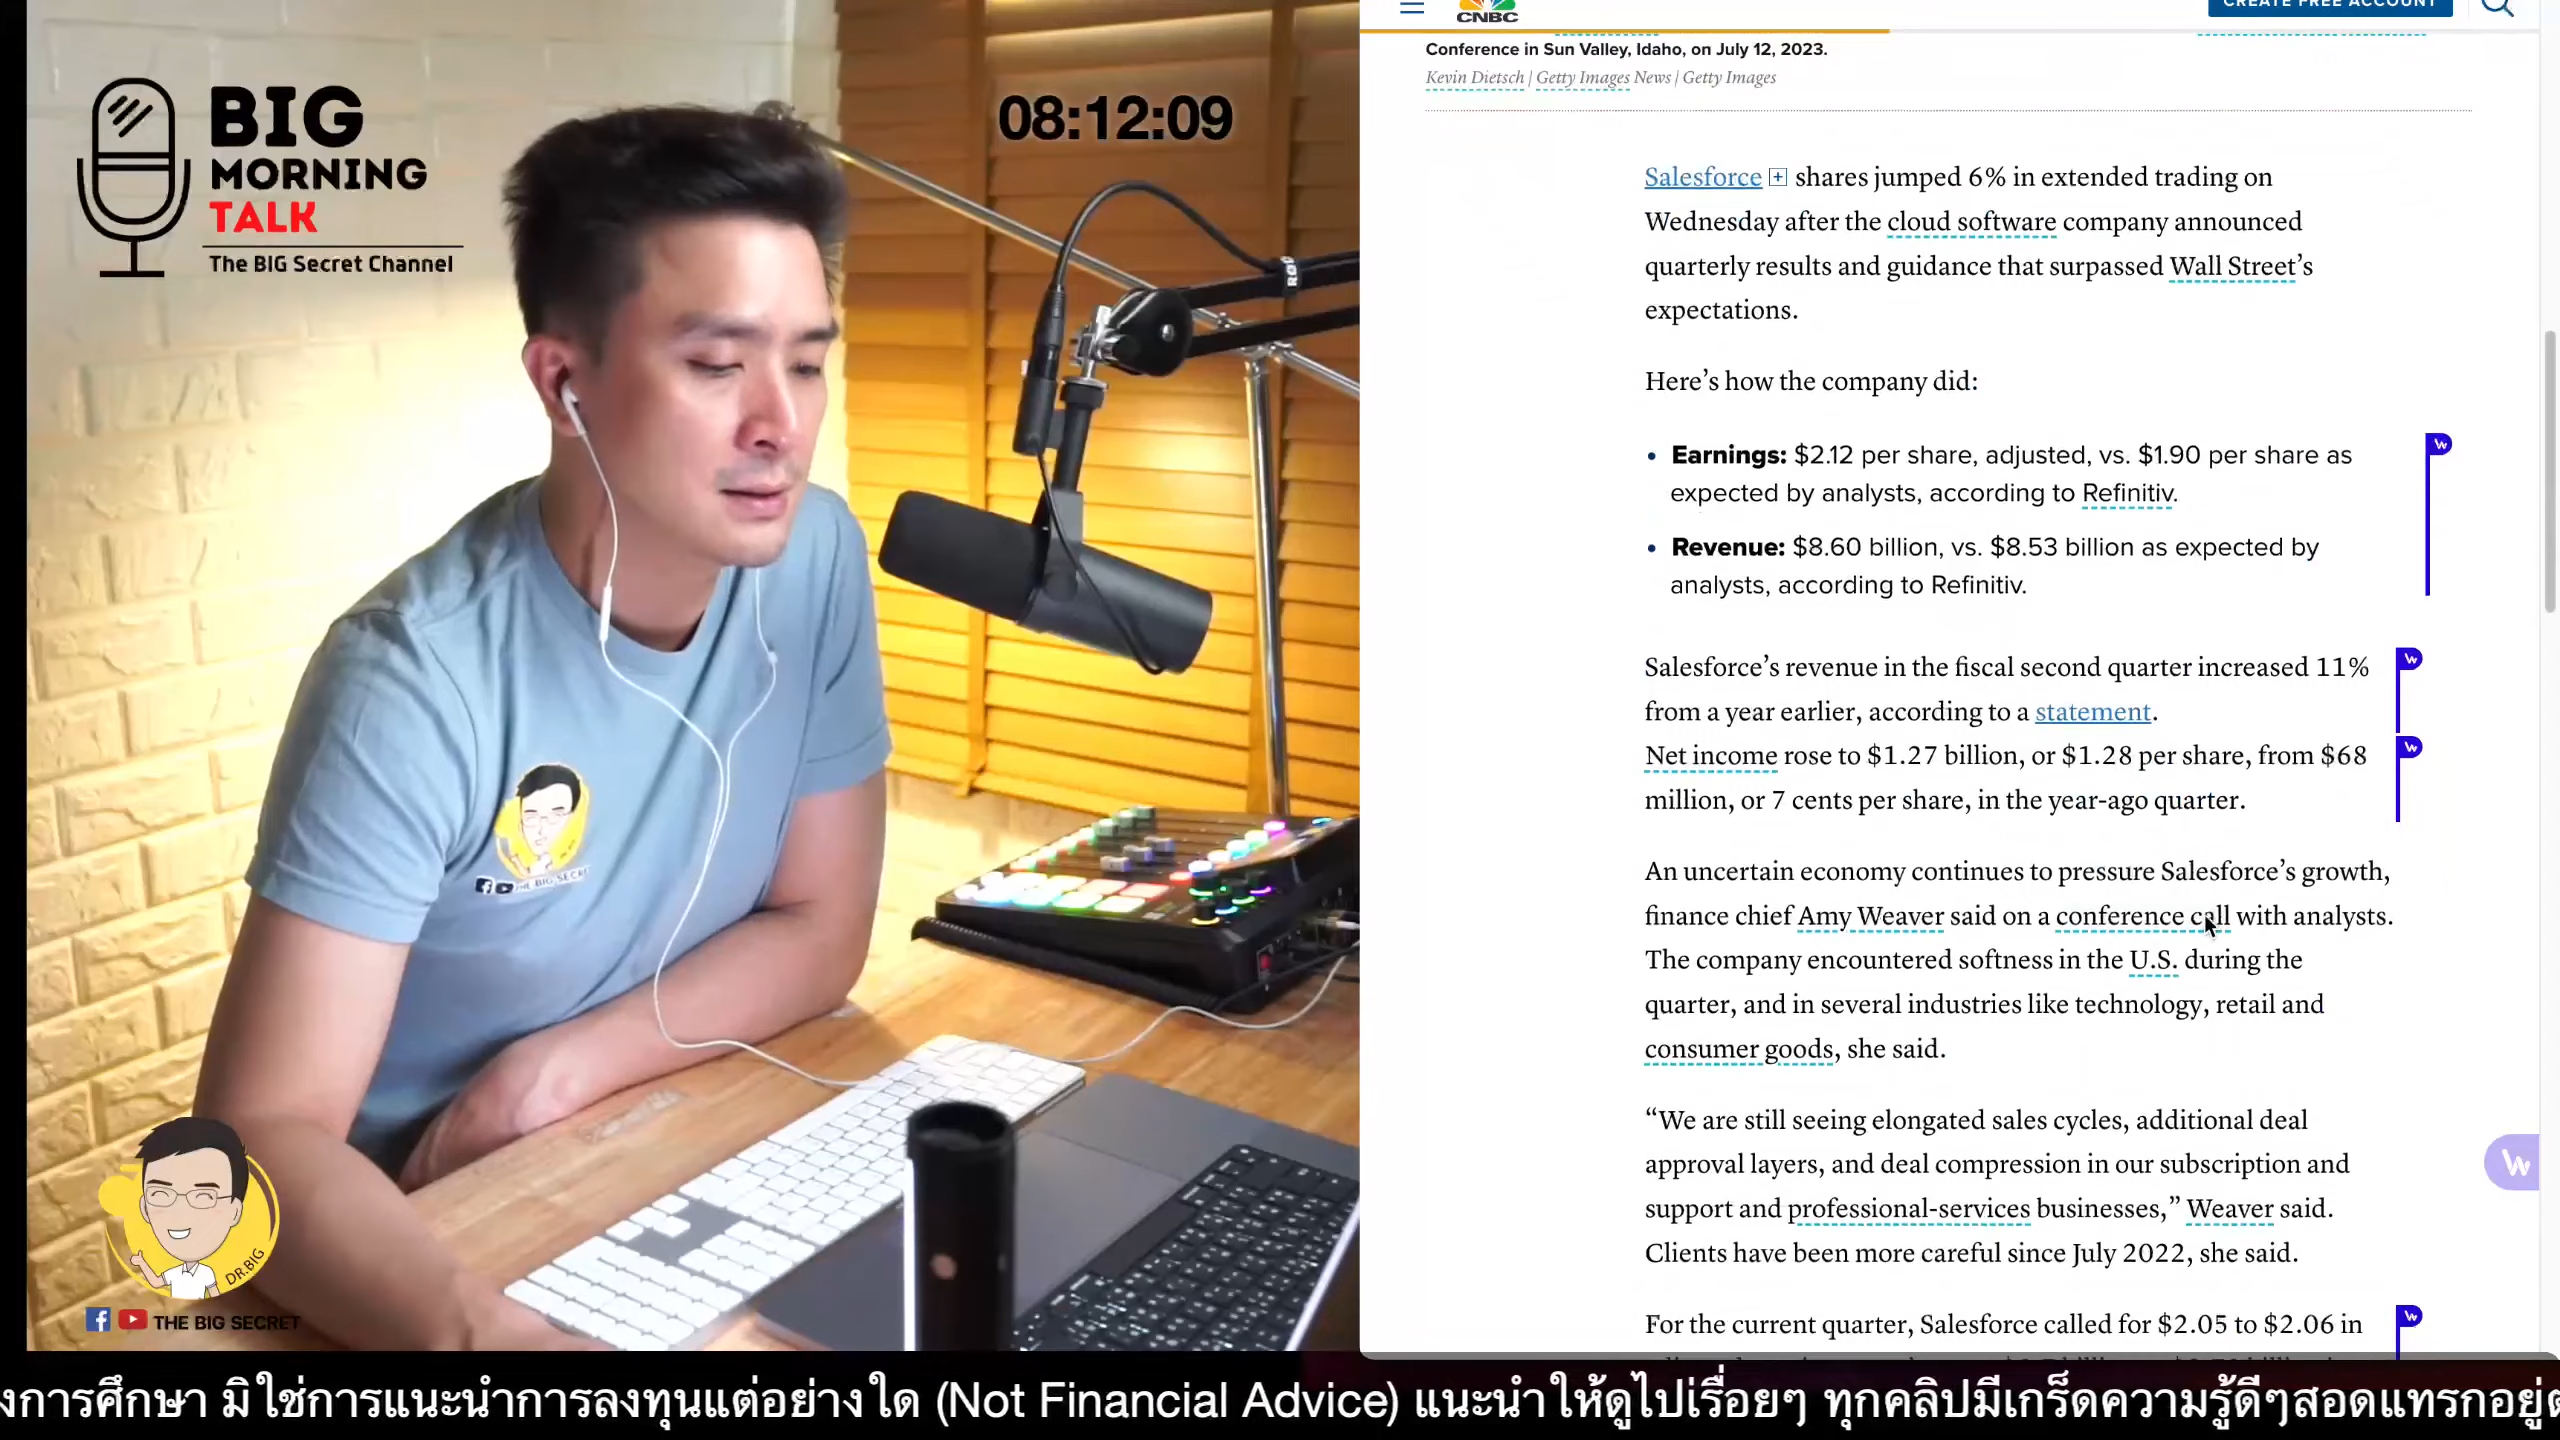 BIG
MORNING
TALK
The BIG Secret Channel
08:12:09
THE BIG SECRE
DR.BIG
THE BIG SECRET
CNBC
CREATE FREE ACCOUNT
Conference in Sun Valley, Idaho, on July 12, 2023.
Kevin Dietsch | Getty Images News | Getty Images
Salesforce + shares jumped 6% in extended trading on
Wednesday after the cloud software company announced
quarterly results and guidance that surpassed Wall Street’s
expectations.
Here’s how the company did:
• Earnings: $2.12 per share, adjusted, vs. $1.90 per share as
expected by analysts, according to Refinitiv.
• Revenue: $8.60 billion, vs. $8.53 billion as expected by
analysts, according to Refinitiv.
Salesforce’s revenue in the fiscal second quarter increased 11%
from a year earlier, according to a statement.
Net income rose to $1.27 billion, or $1.28 per share, from $68
million, or 7 cents per share, in the year-ago quarter.
An uncertain economy continues to pressure Salesforce’s growth,
finance chief Amy Weaver said on a conference call with analysts.
The company encountered softness in the U.S. during the
quarter, and in several industries like technology, retail and
consumer goods, she said.
“We are still seeing elongated sales cycles, additional deal
approval layers, and deal compression in our subscription and
support and professional-services businesses,” Weaver said.
Clients have been more careful since July 2022, she said.
For the current quarter, Salesforce called for $2.05 to $2.06 in
งการศึกษา มิใช่การแนะนำการลงทุนแต่อย่างใด (Not Financial Advice) แนะนำให้ดูไปเรื่อยๆ ทุกคลิปมีเกร็ดความรู้ดีๆสอดแทรกอยู่ต